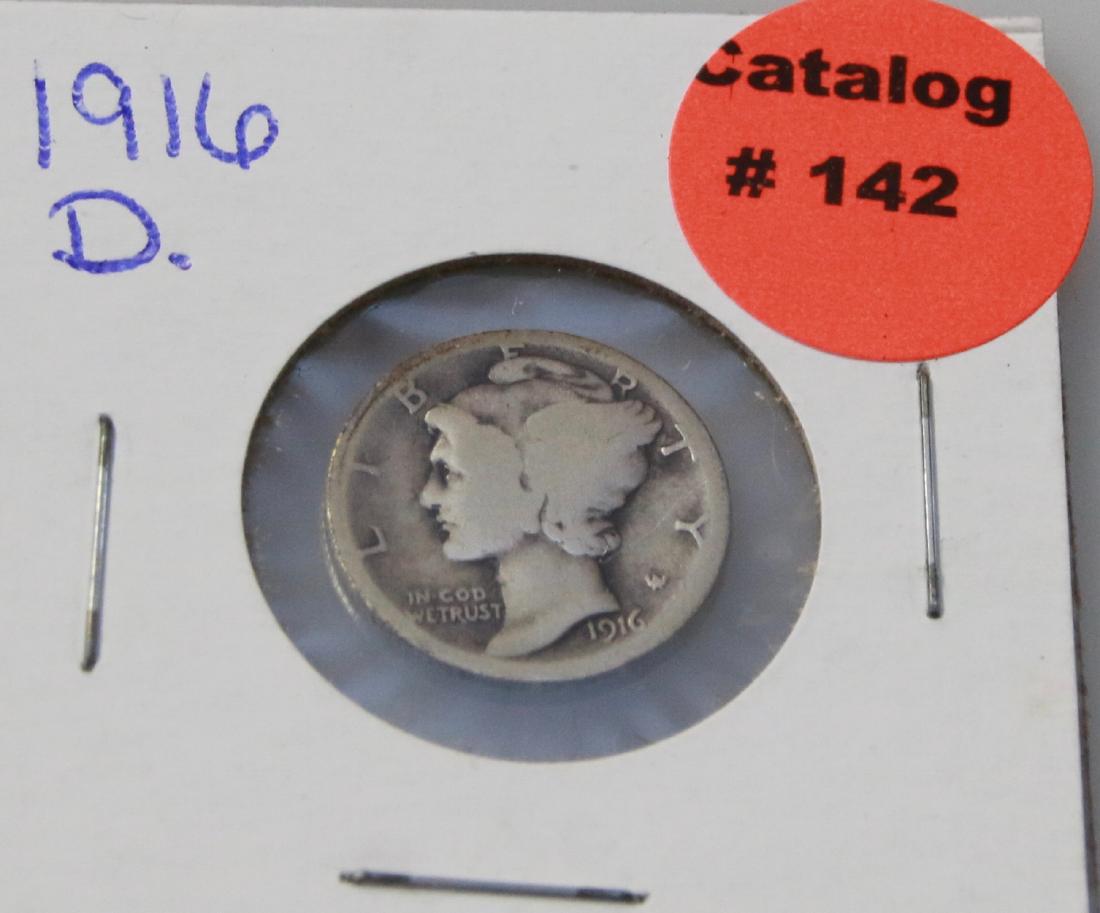 1916
D.
Catalog
# 142
LIBERTY
IN GOD
WE TRUST
1916